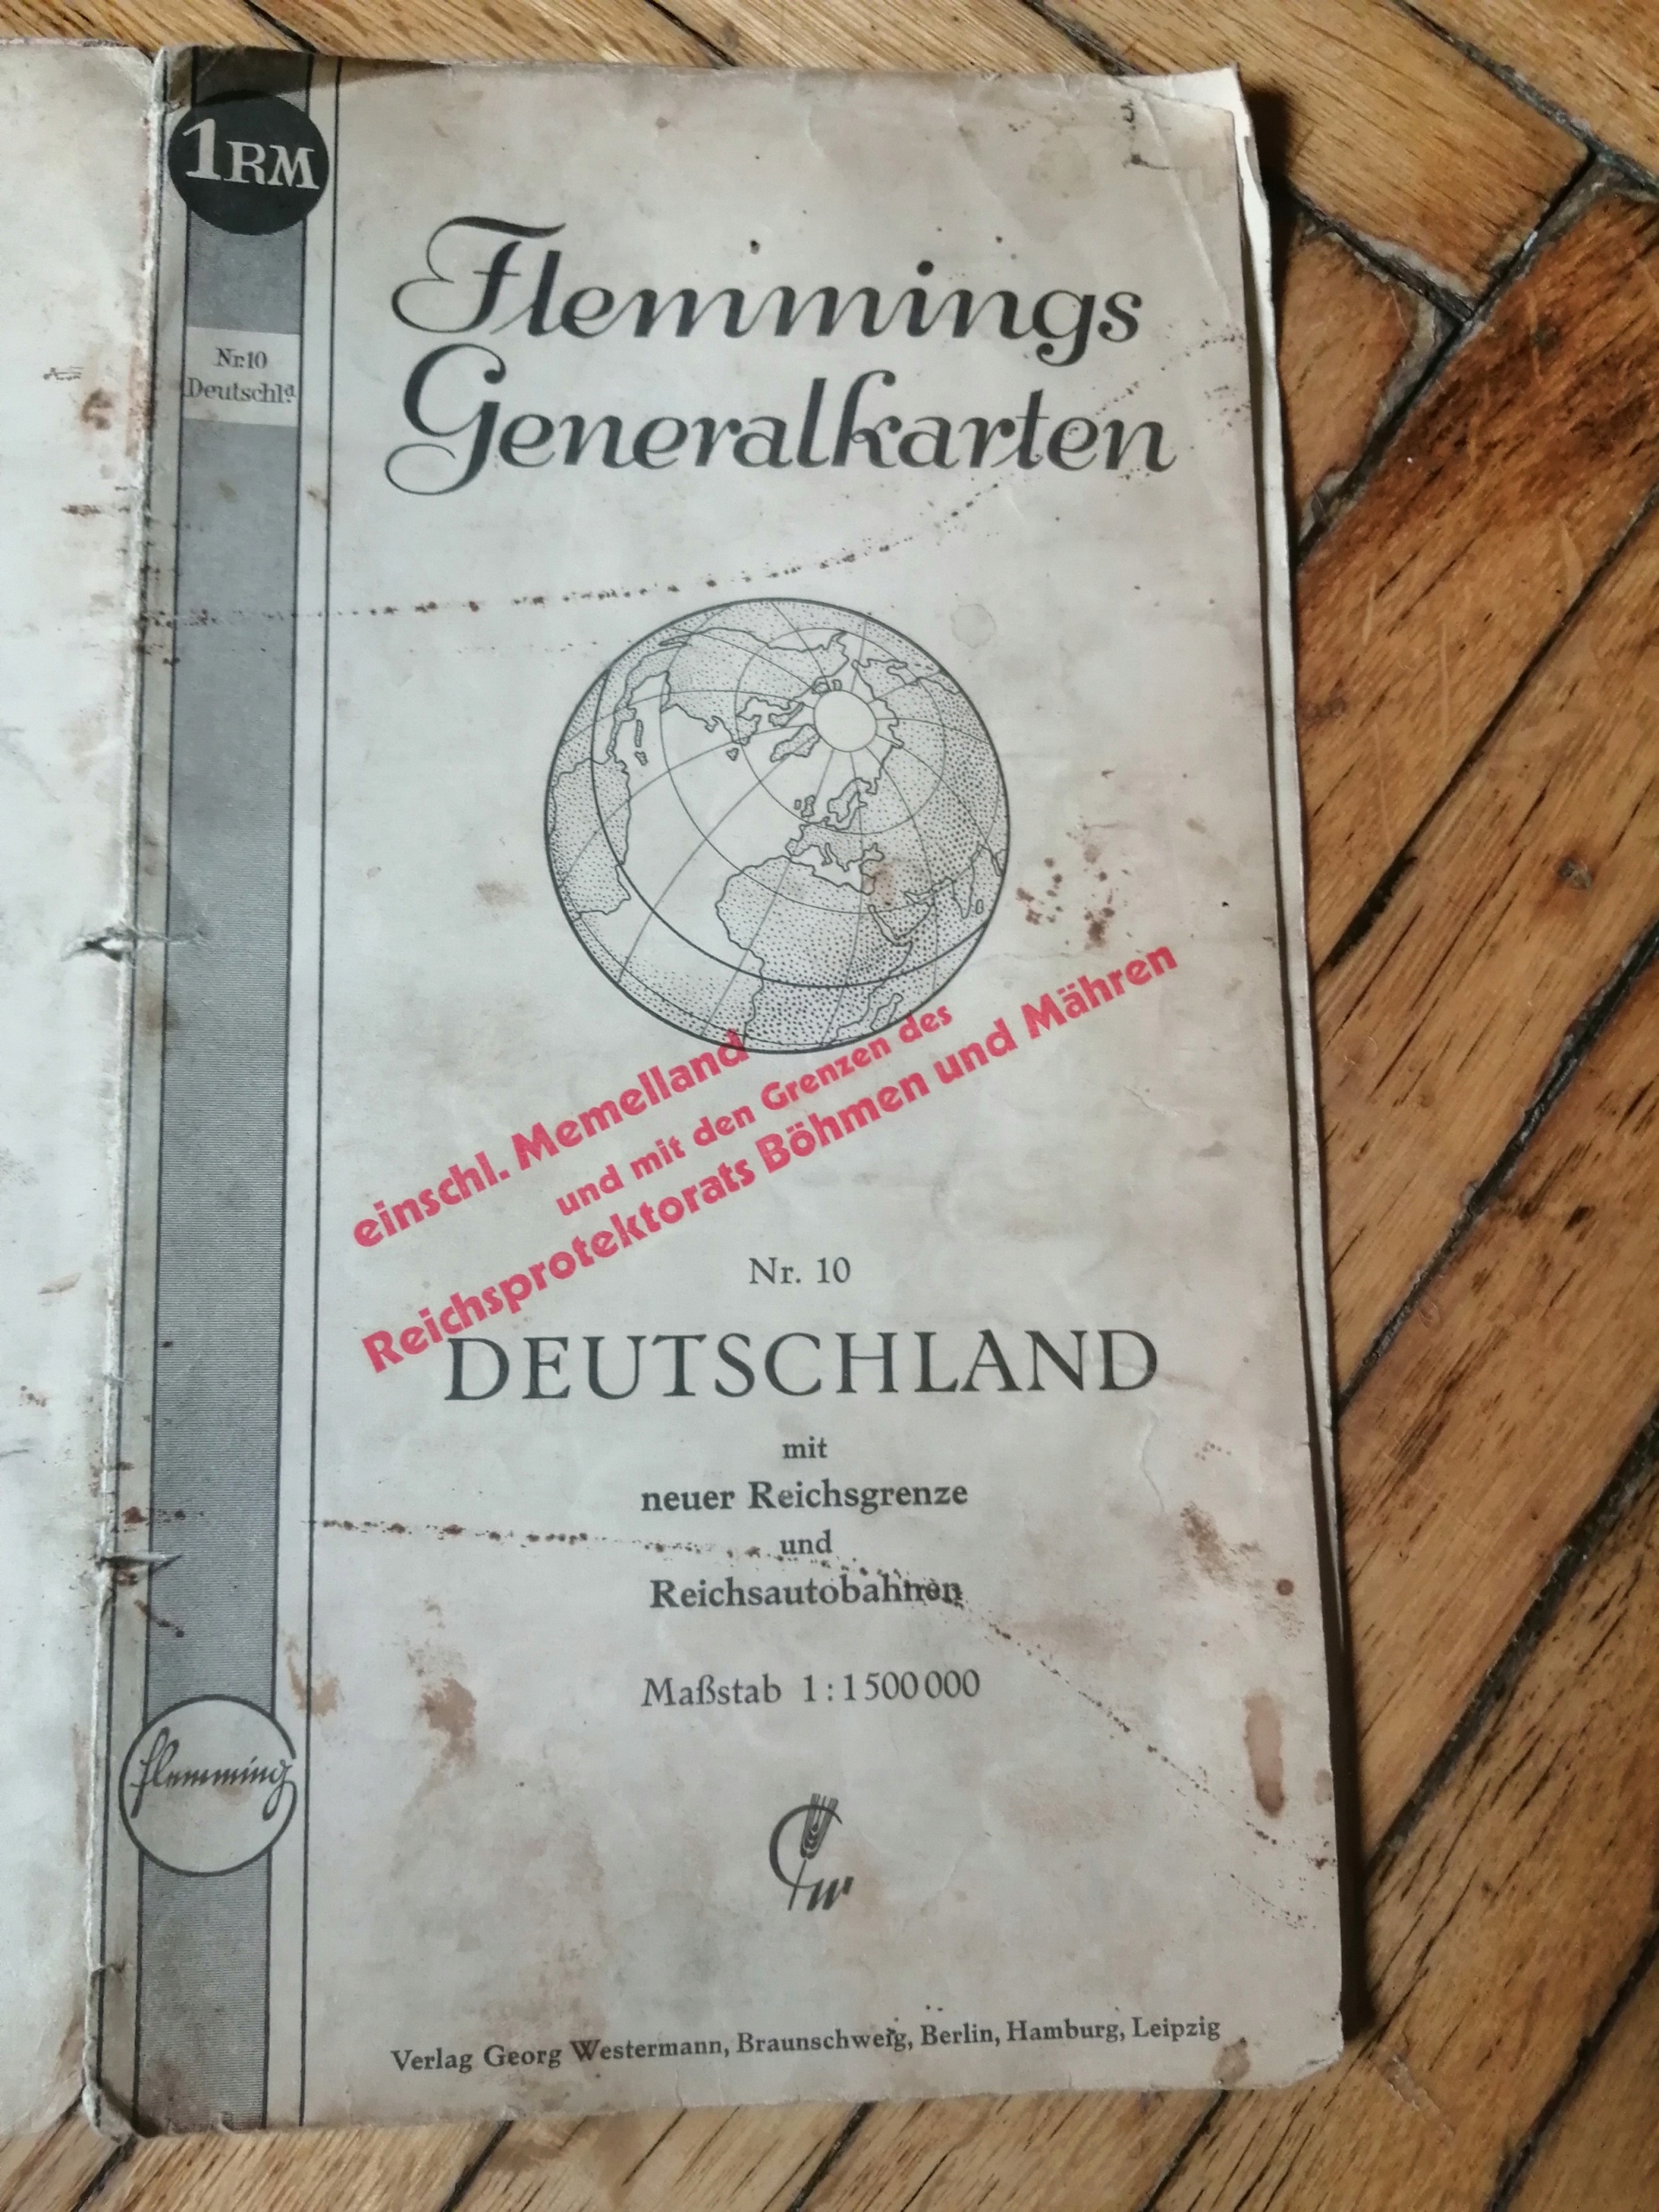 1RM
Nr.10
Deutschld.
Flemmings
Generalkarten
einschl. Memelland
und mit den Grenzen des
Reichsprotektorats Böhmen und Mähren
Nr. 10
DEUTSCHLAND
mit
neuer Reichsgrenze
und
Reichsautobahnen
Maßstab 1:1500000
flemming
Verlag Georg Westermann, Braunschweig, Berlin, Hamburg, Leipzig